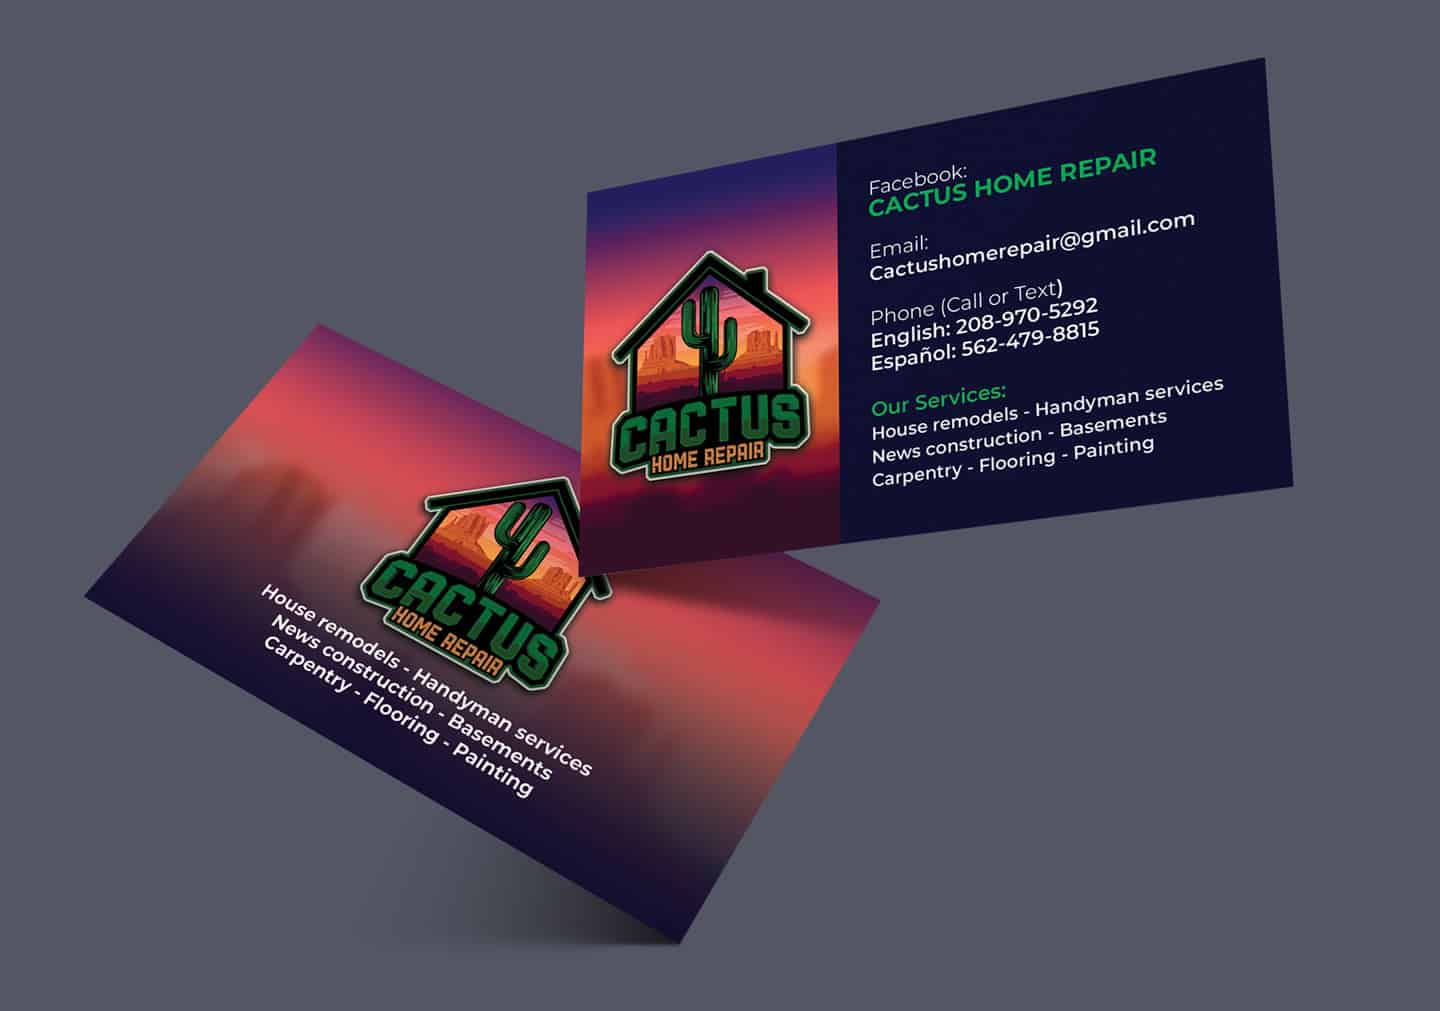 Facebook:
CACTUS HOME REPAIR
Email:
Cactushomerepair@gmail.com
Phone (Call or Text)
English: 208-970-5292
Español: 562-479-8815
Our Services:
House remodels - Handyman services
News construction - Basements
Carpentry - Flooring - Painting
CACTUS
HOME REPAIR
CACTUS
HOME REPAIR
House remodels - Handyman services
News construction - Basements
Carpentry - Flooring - Painting